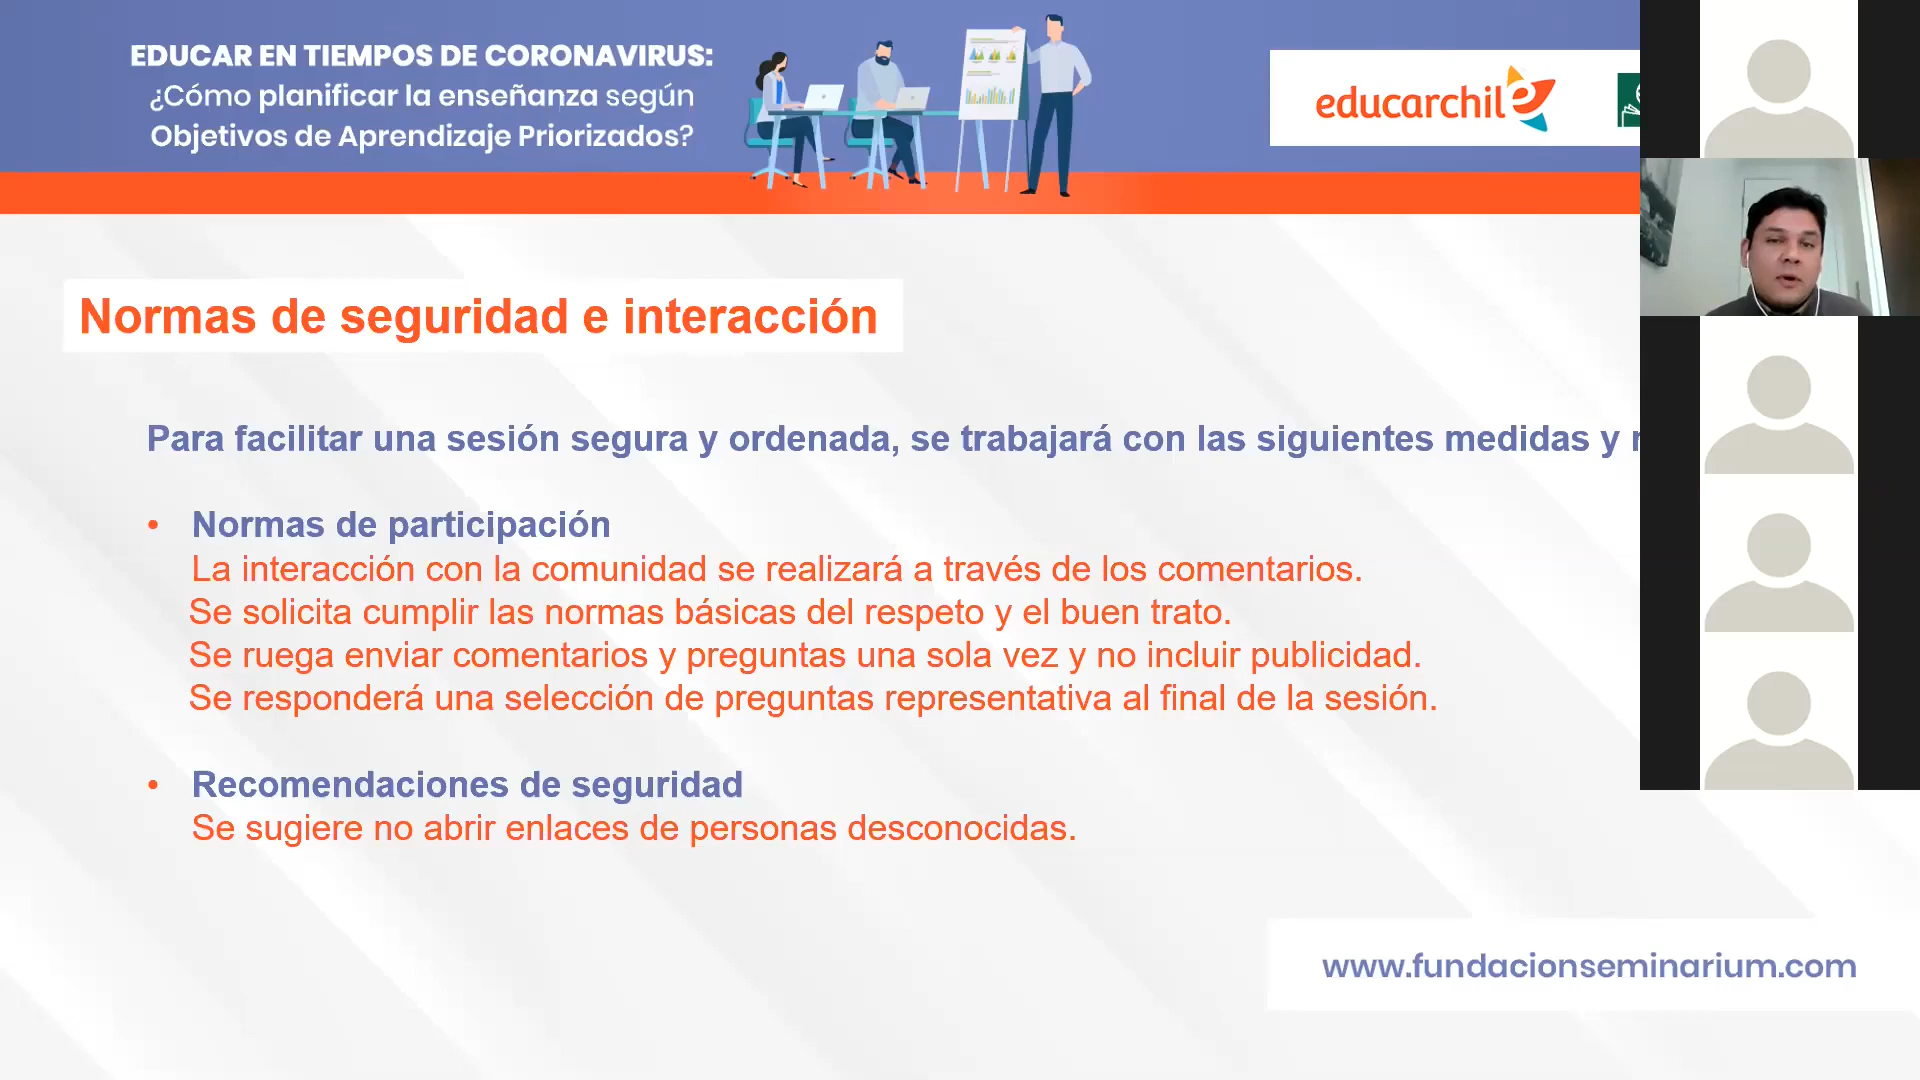 EDUCAR EN TIEMPOS DE CORONAVIRUS:
¿Cómo planificar la enseñanza según
Objetivos de Aprendizaje Priorizados?
educarchile
Normas de seguridad e interacción
Para facilitar una sesión segura y ordenada, se trabajará con las siguientes medidas y
• Normas de participación
La interacción con la comunidad se realizará a través de los comentarios.
Se solicita cumplir las normas básicas del respeto y el buen trato.
Se ruega enviar comentarios y preguntas una sola vez y no incluir publicidad.
Se responderá una selección de preguntas representativa al final de la sesión.
• Recomendaciones de seguridad
Se sugiere no abrir enlaces de personas desconocidas.
www.fundacionseminarium.com